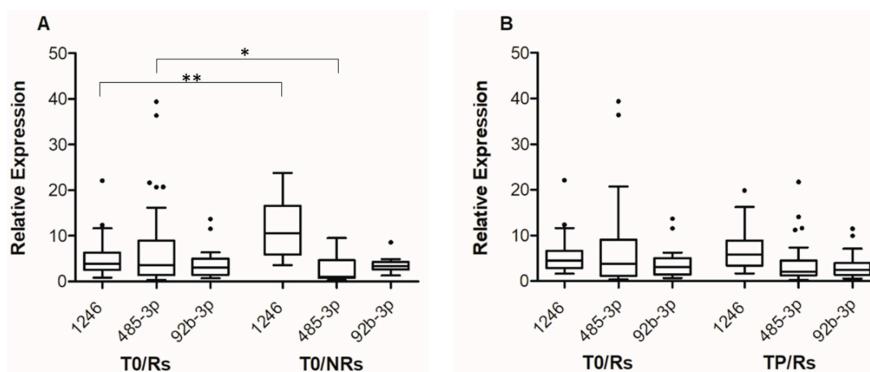 A
Relative Expression
50
40
30
20
10
0
*
**
1246
485-3p
92b-3p
1246
485-3p
92b-3p
T0/Rs
T0/NRs
B
Relative Expression
50
40
30
20
10
0
1246
485-3p
92b-3p
1246
485-3p
92b-3p
T0/Rs
TP/Rs